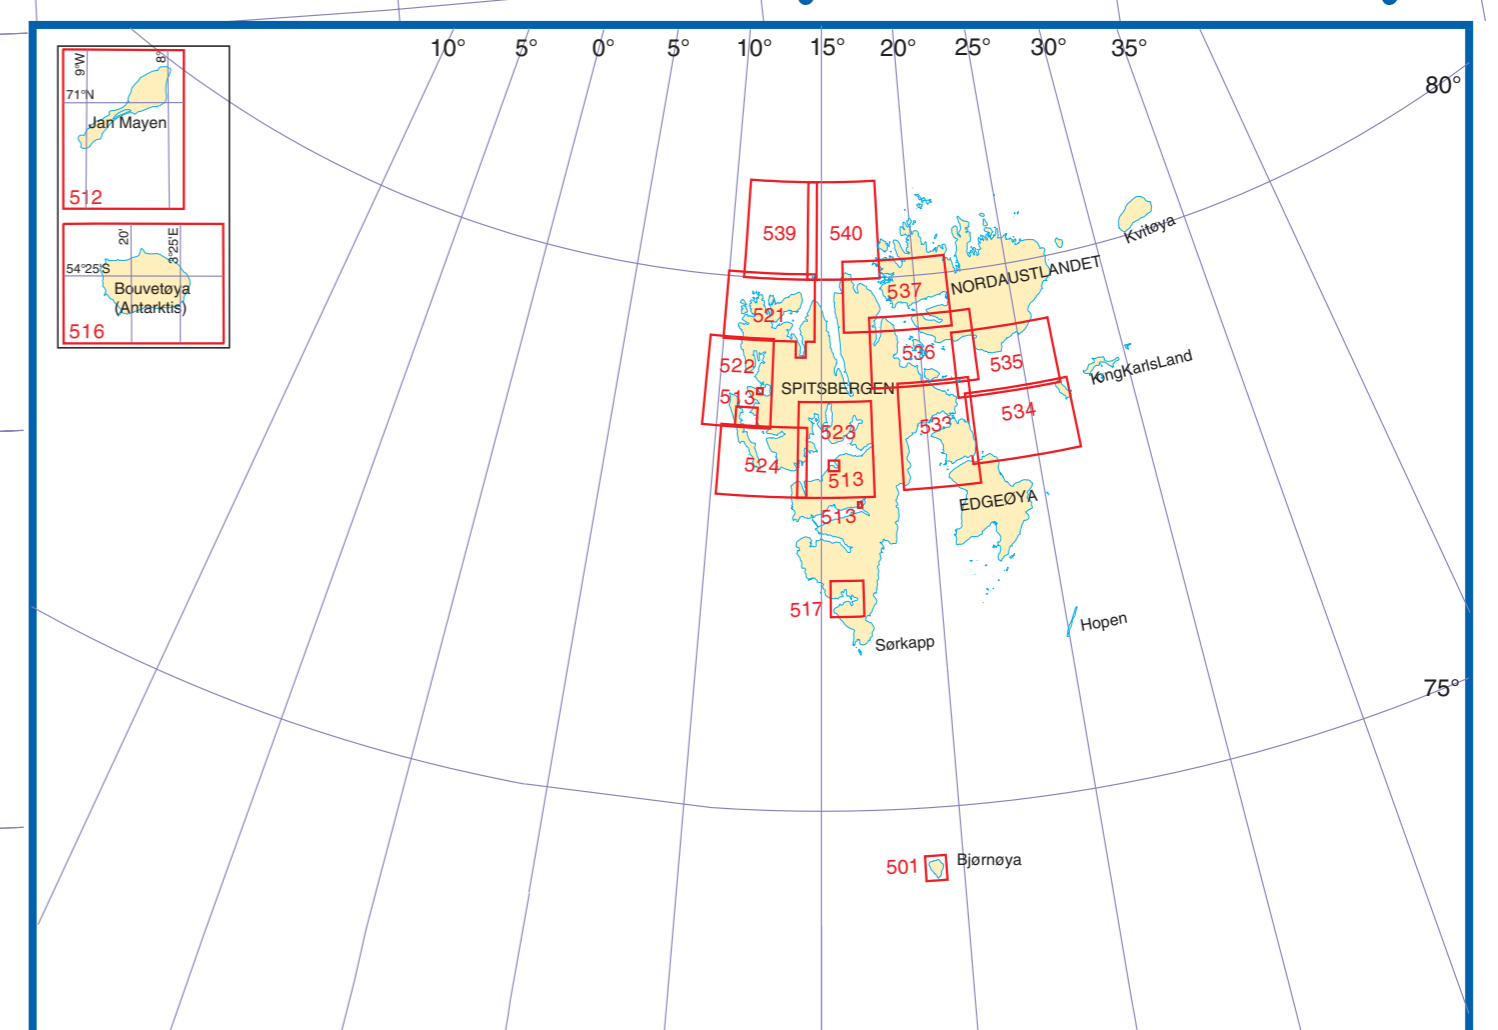 10° 5° 0° 5° 10° 15° 20° 25° 30° 35°
80°
9°W
8°
71°N
Jan Mayen
512
20'
3°25'E
54°25'S
Bouvetøya
(Antarktis)
516
Kvitøya
539
540
NORDAUSTLANDET
537
521
536
522
535
KongKarlsLand
SPITSBERGEN
513
534
533
523
524
513
EDGEØYA
513
517
Hopen
Sørkapp
75°
501
Bjørnøya